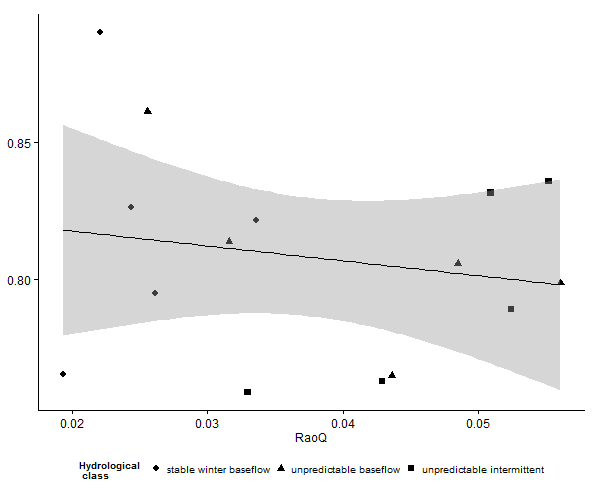 0.85
0.80
0.02 0.03 0.04 0.05
RaoQ
Hydrological class stable winter baseflow unpredictable baseflow unpredictable intermittent